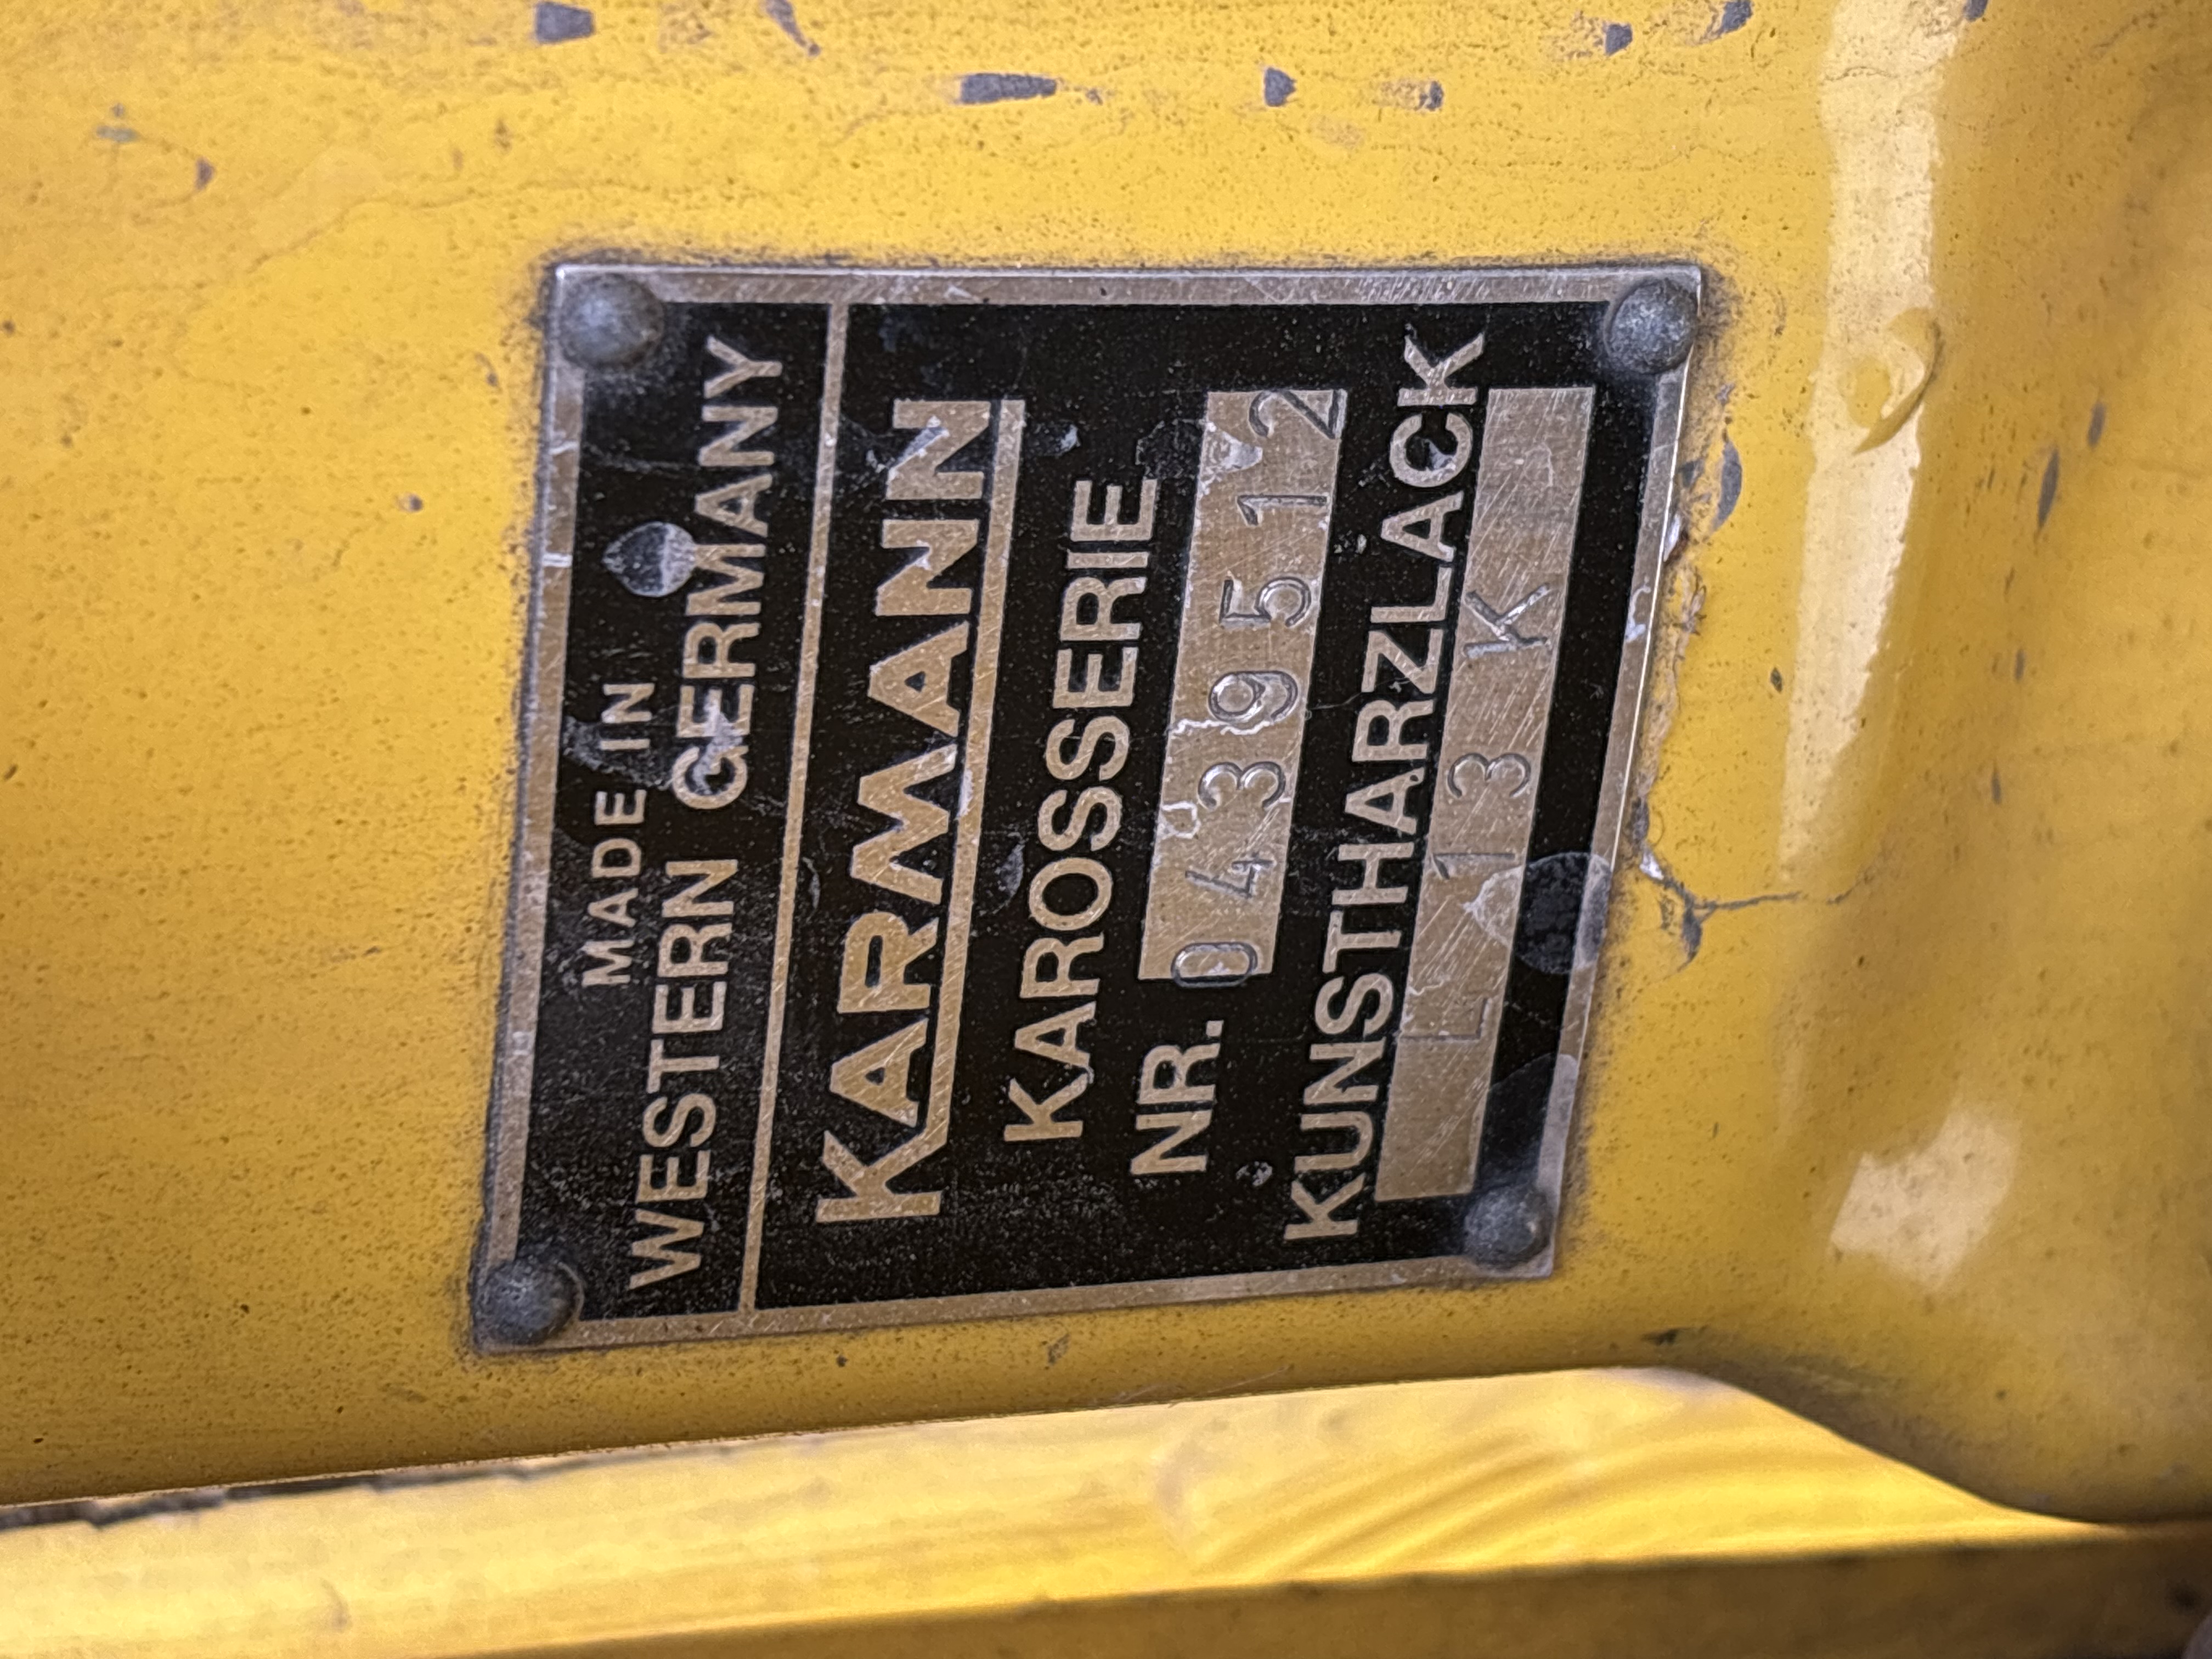 MADE IN
WESTERN GERMANY
KARMANN
KAROSSERIE
NR. 0439512
KUNSTHARZLACK
L13K